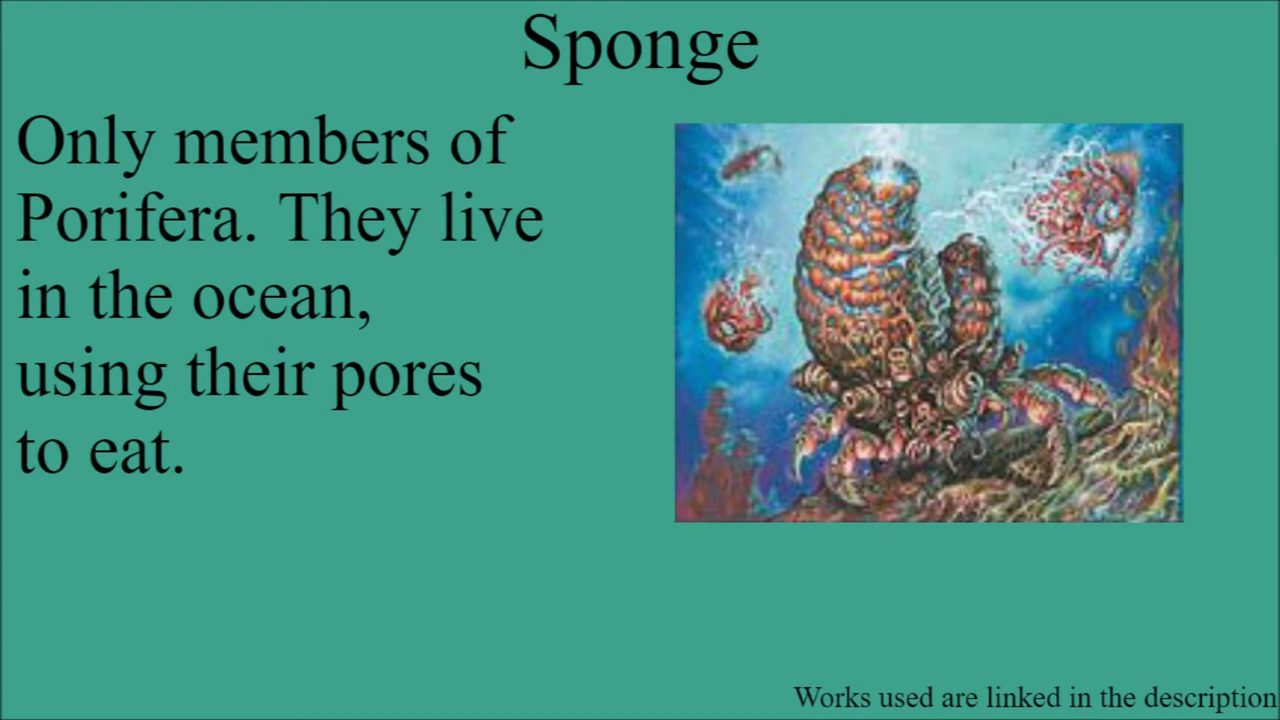 Sponge
Only members of
Porifera. They live
in the ocean,
using their pores
to eat.
Works used are linked in the description